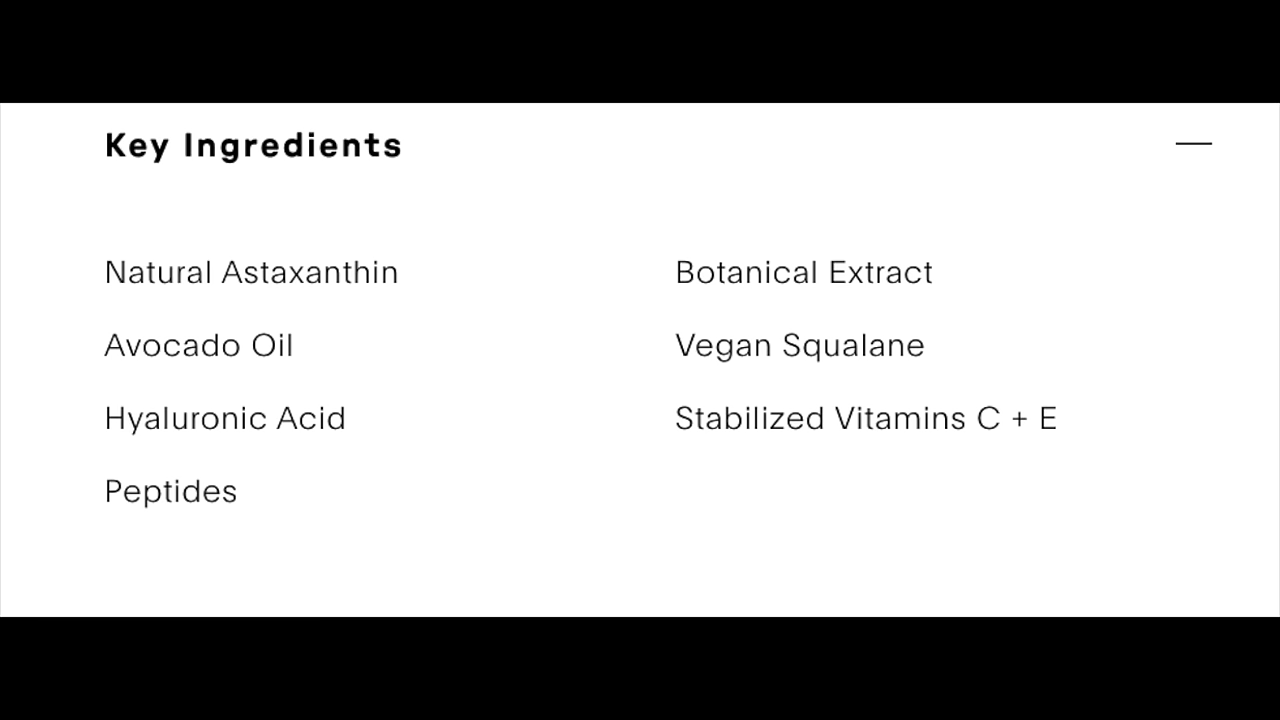 Key Ingredients
Natural Astaxanthin
Avocado Oil
Hyaluronic Acid
Peptides
Botanical Extract
Vegan Squalane
Stabilized Vitamins C + E